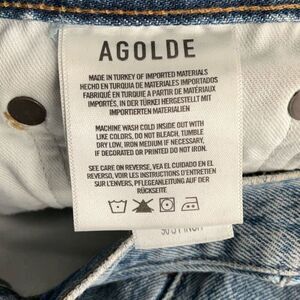 AGOLDE
MADE IN TURKEY OF IMPORTED MATERIALS
HECHO EN TURQUIA DE MATERIALES IMPORTADOS
FABRIQUÉ EN TURQUIE A PARTIR DE MATÉRIAUX
IMPORTÉS, IN DER TÜRKEI HERGESTELLT MIT
IMPORTIERTEN MATERIALIEN
MACHINE WASH COLD INSIDE OUT WITH
LIKE COLORS, DO NOT BLEACH, TUMBLE
DRY LOW, IRON MEDIUM IF NECESSARY.
IF DECORATED OR PRINTED DO NOT IRON.
SEE CARE ON REVERSE, VEA EL CUIDADO EN EL
REVERSO, VOIR LES INSTRUCTIONS D'ENTRETIEN
SUR L'ENVERS, PFLEGEANLEITUNG AUF DER
RÜCKSEITE